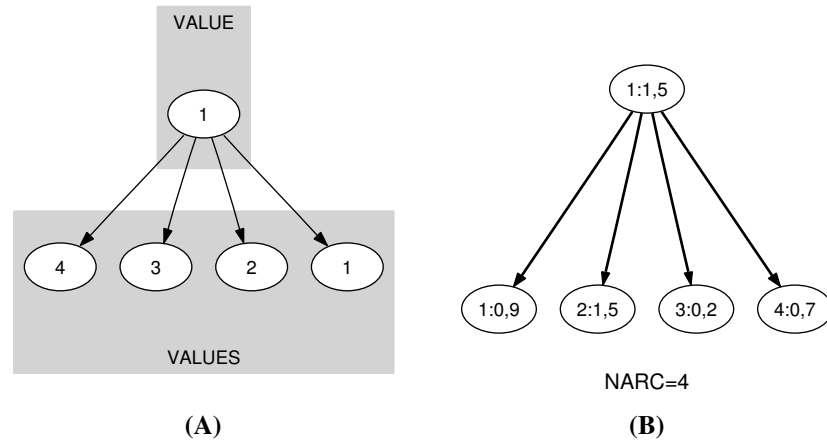 VALUE
1
4 3 2 1
VALUES
(A)
1:1,5
1:0,9 2:1,5 3:0,2 4:0,7
NARC=4
(B)